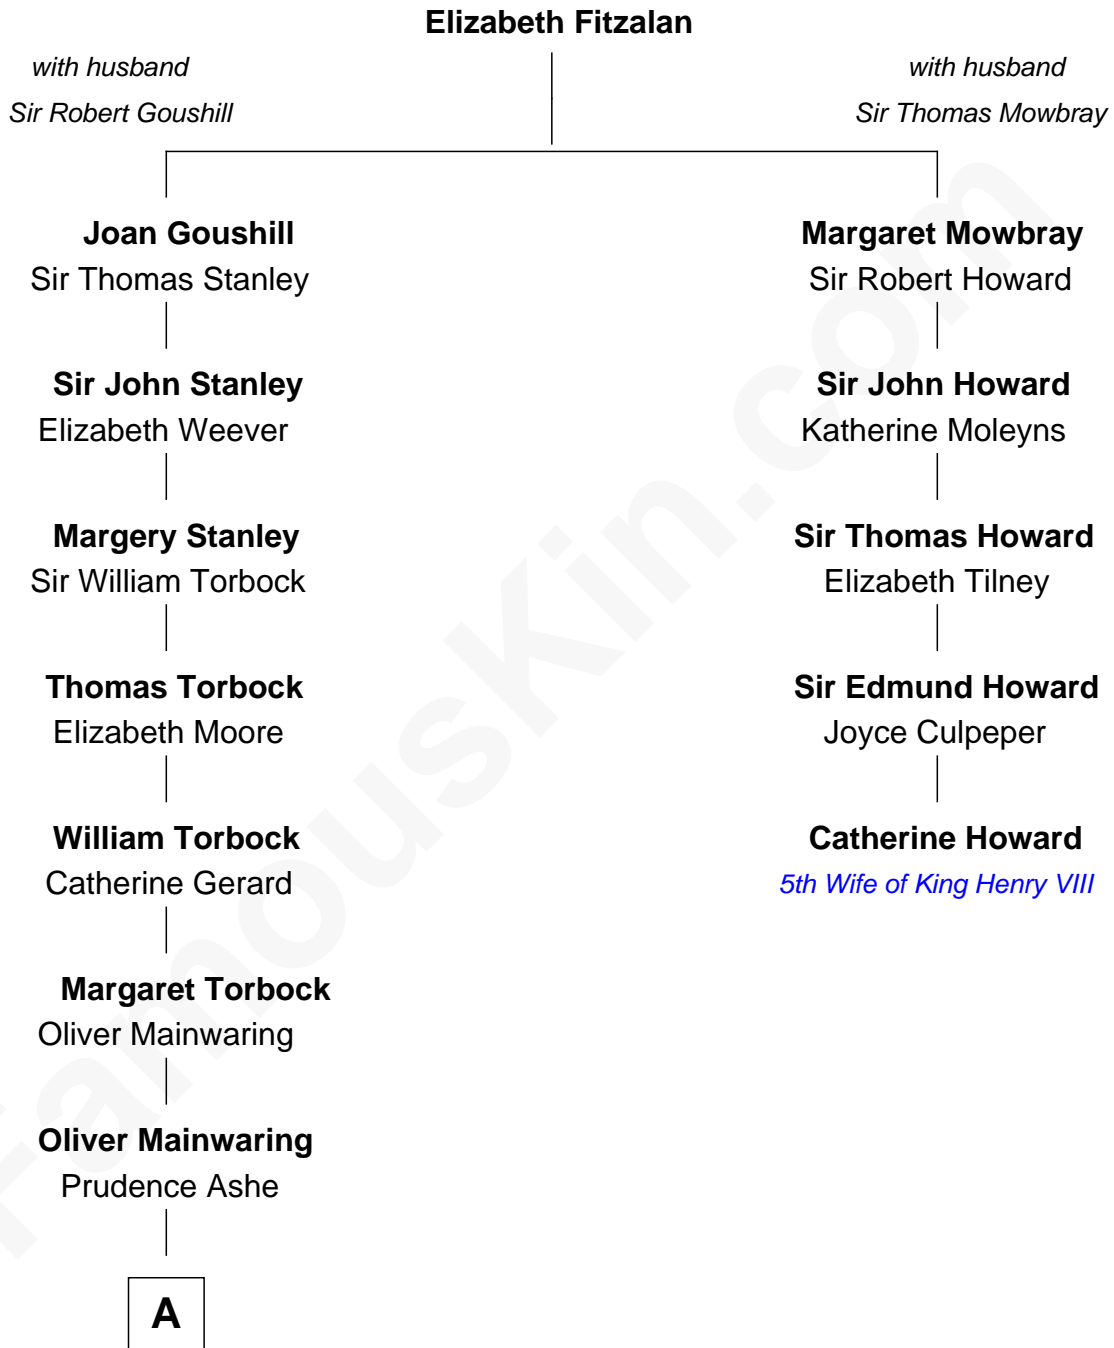 Elizabeth Fitzalan
with husband
Sir Robert Goushill
with husband
Sir Thomas Mowbray
Joan Goushill
Sir Thomas Stanley
Sir John Stanley
Elizabeth Weever
Margery Stanley
Sir William Torbock
Thomas Torbock
Elizabeth Moore
William Torbock
Catherine Gerard
Margaret Torbock
Oliver Mainwaring
Oliver Mainwaring
Prudence Ashe
A
Margaret Mowbray
Sir Robert Howard
Sir John Howard
Katherine Moleyns
Sir Thomas Howard
Elizabeth Tilney
Sir Edmund Howard
Joyce Culpeper
Catherine Howard
5th Wife of King Henry VIII
FamousKin.com